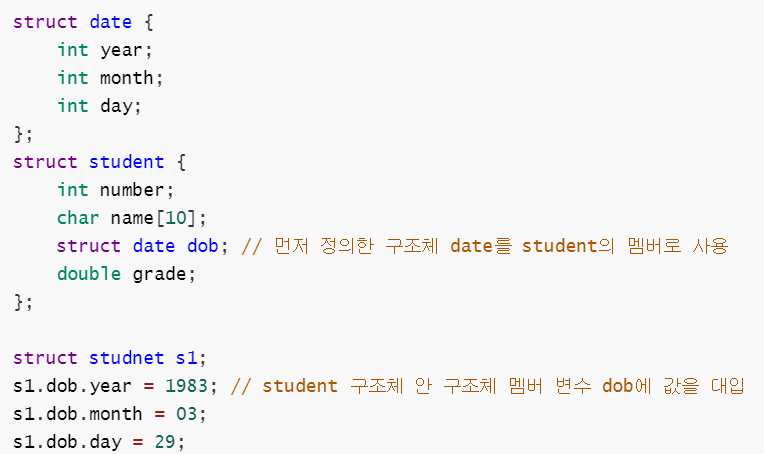 struct date {
    int year;
    int month;
    int day;
};
struct student {
    int number;
    char name[10];
    struct date dob; // 먼저 정의한 구조체 date를 student의 멤버로 사용
    double grade;
};

struct studnet s1;
s1.dob.year = 1983; // student 구조체 안 구조체 멤버 변수 dob에 값을 대입
s1.dob.month = 03;
s1.dob.day = 29;